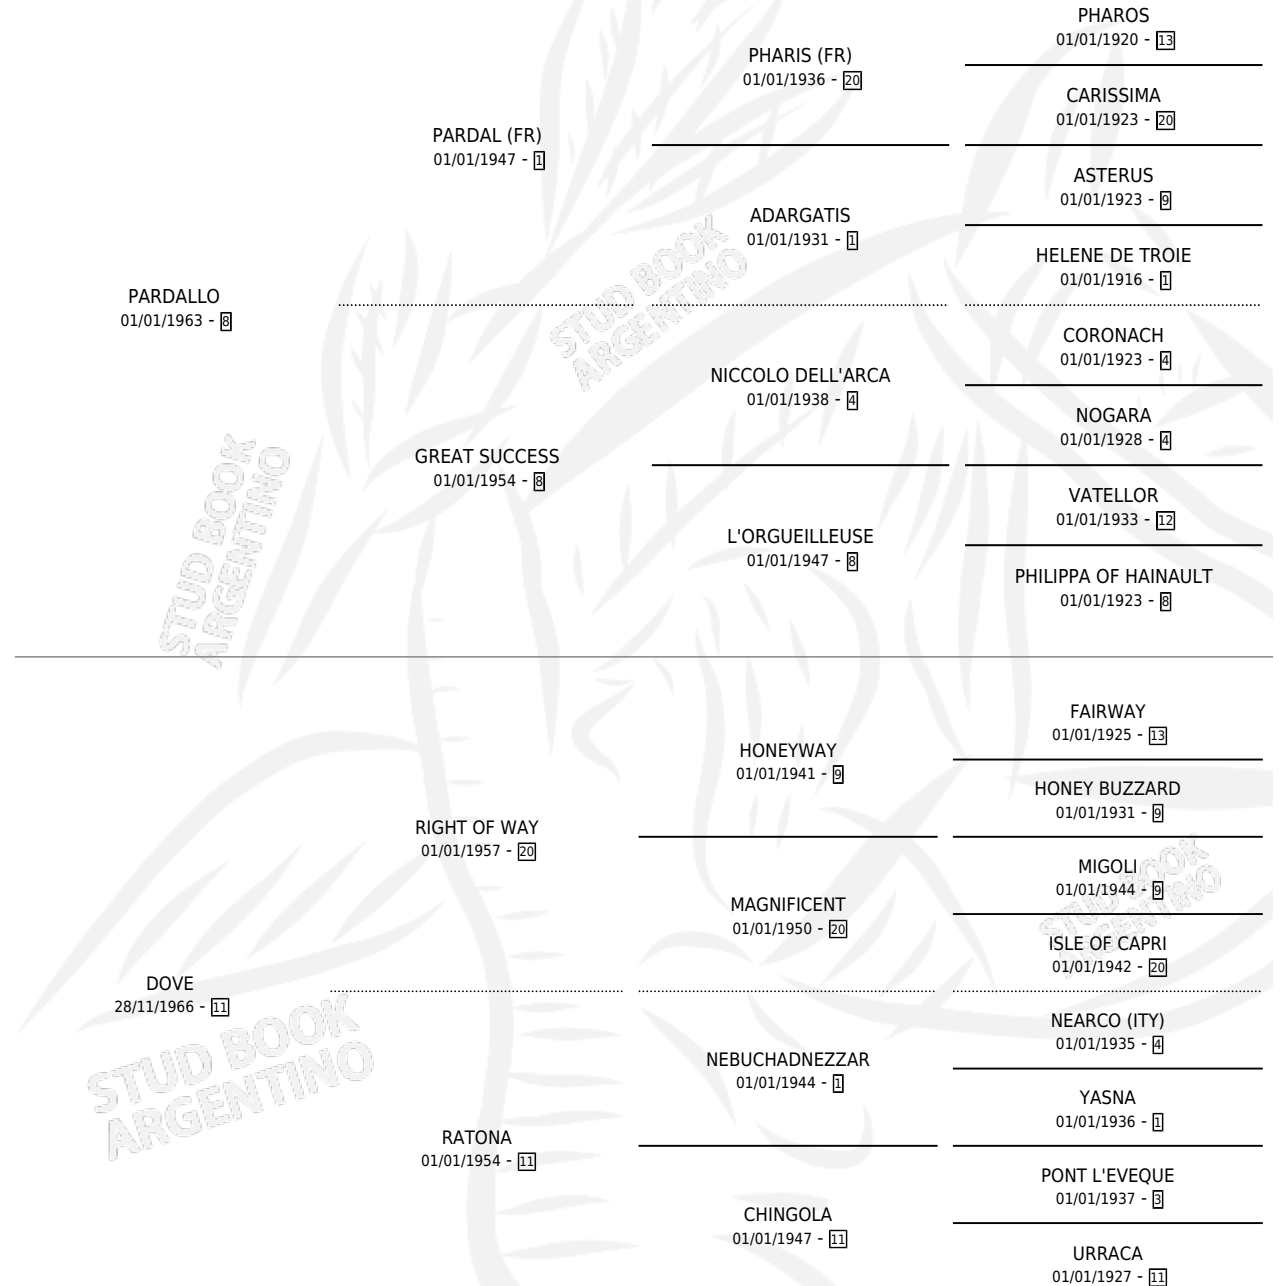 PHAROS
01/01/1920 - 13
PHARIS (FR)
01/01/1936 - 20
CARISSIMA
01/01/1923 - 20
PARDAL (FR)
01/01/1947 - 1
ASTERUS
01/01/1923 - 9
ADARGATIS
01/01/1931 - 1
HELENE DE TROIE
01/01/1916 - 1
PARDALLO
01/01/1963 - 8
CORONACH
01/01/1923 - 4
NICCOLO DELL'ARCA
01/01/1938 - 4
NOGARA
01/01/1928 - 4
GREAT SUCCESS
01/01/1954 - 8
VATELLOR
01/01/1933 - 12
L'ORGUEILLEUSE
01/01/1947 - 8
PHILIPPA OF HAINAULT
01/01/1923 - 8
FAIRWAY
01/01/1925 - 13
HONEYWAY
01/01/1941 - 9
HONEY BUZZARD
01/01/1931 - 9
RIGHT OF WAY
01/01/1957 - 20
MIGOLI
01/01/1944 - 9
MAGNIFICENT
01/01/1950 - 20
ISLE OF CAPRI
01/01/1942 - 20
DOVE
28/11/1966 - 11
NEARCO (ITY)
01/01/1935 - 4
NEBUCHADNEZZAR
01/01/1944 - 1
YASNA
01/01/1936 - 1
RATONA
01/01/1954 - 11
PONT L'EVEQUE
01/01/1937 - 3
CHINGOLA
01/01/1947 - 11
URRACA
01/01/1927 - 11
STUD BOOK
ARGENTINO
STUD BOOK
ARGENTINO
STUD BOOK
ARGENTINO
STUD BOOK
ARGENTINO